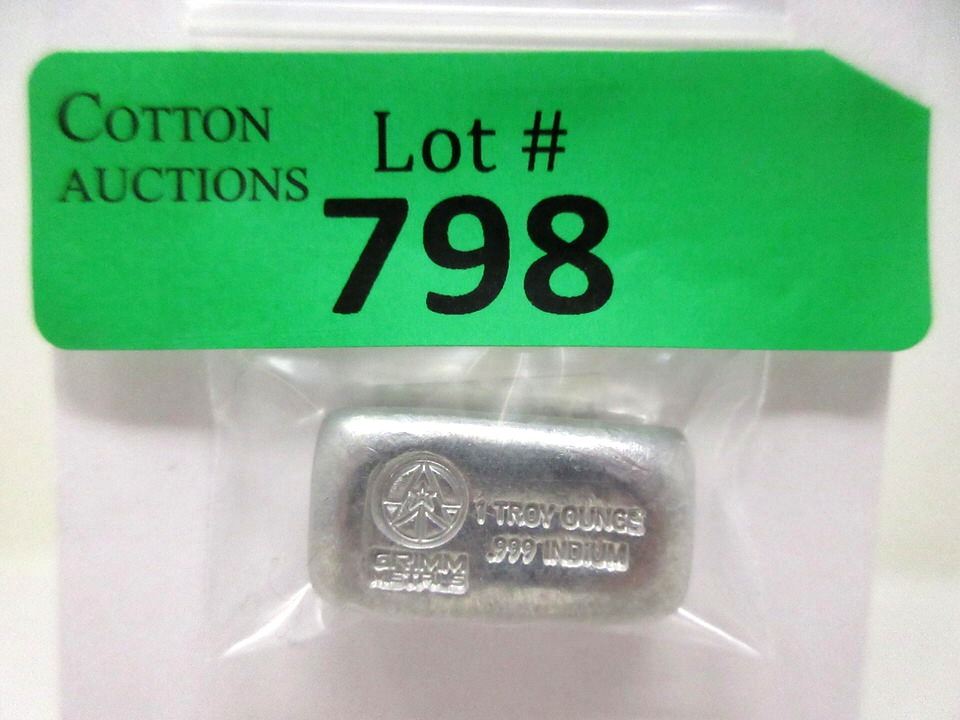 COTTON
AUCTIONS
Lot #
798
1 TROY OUNCE
.999 INDIUM
GRIMM
METALS